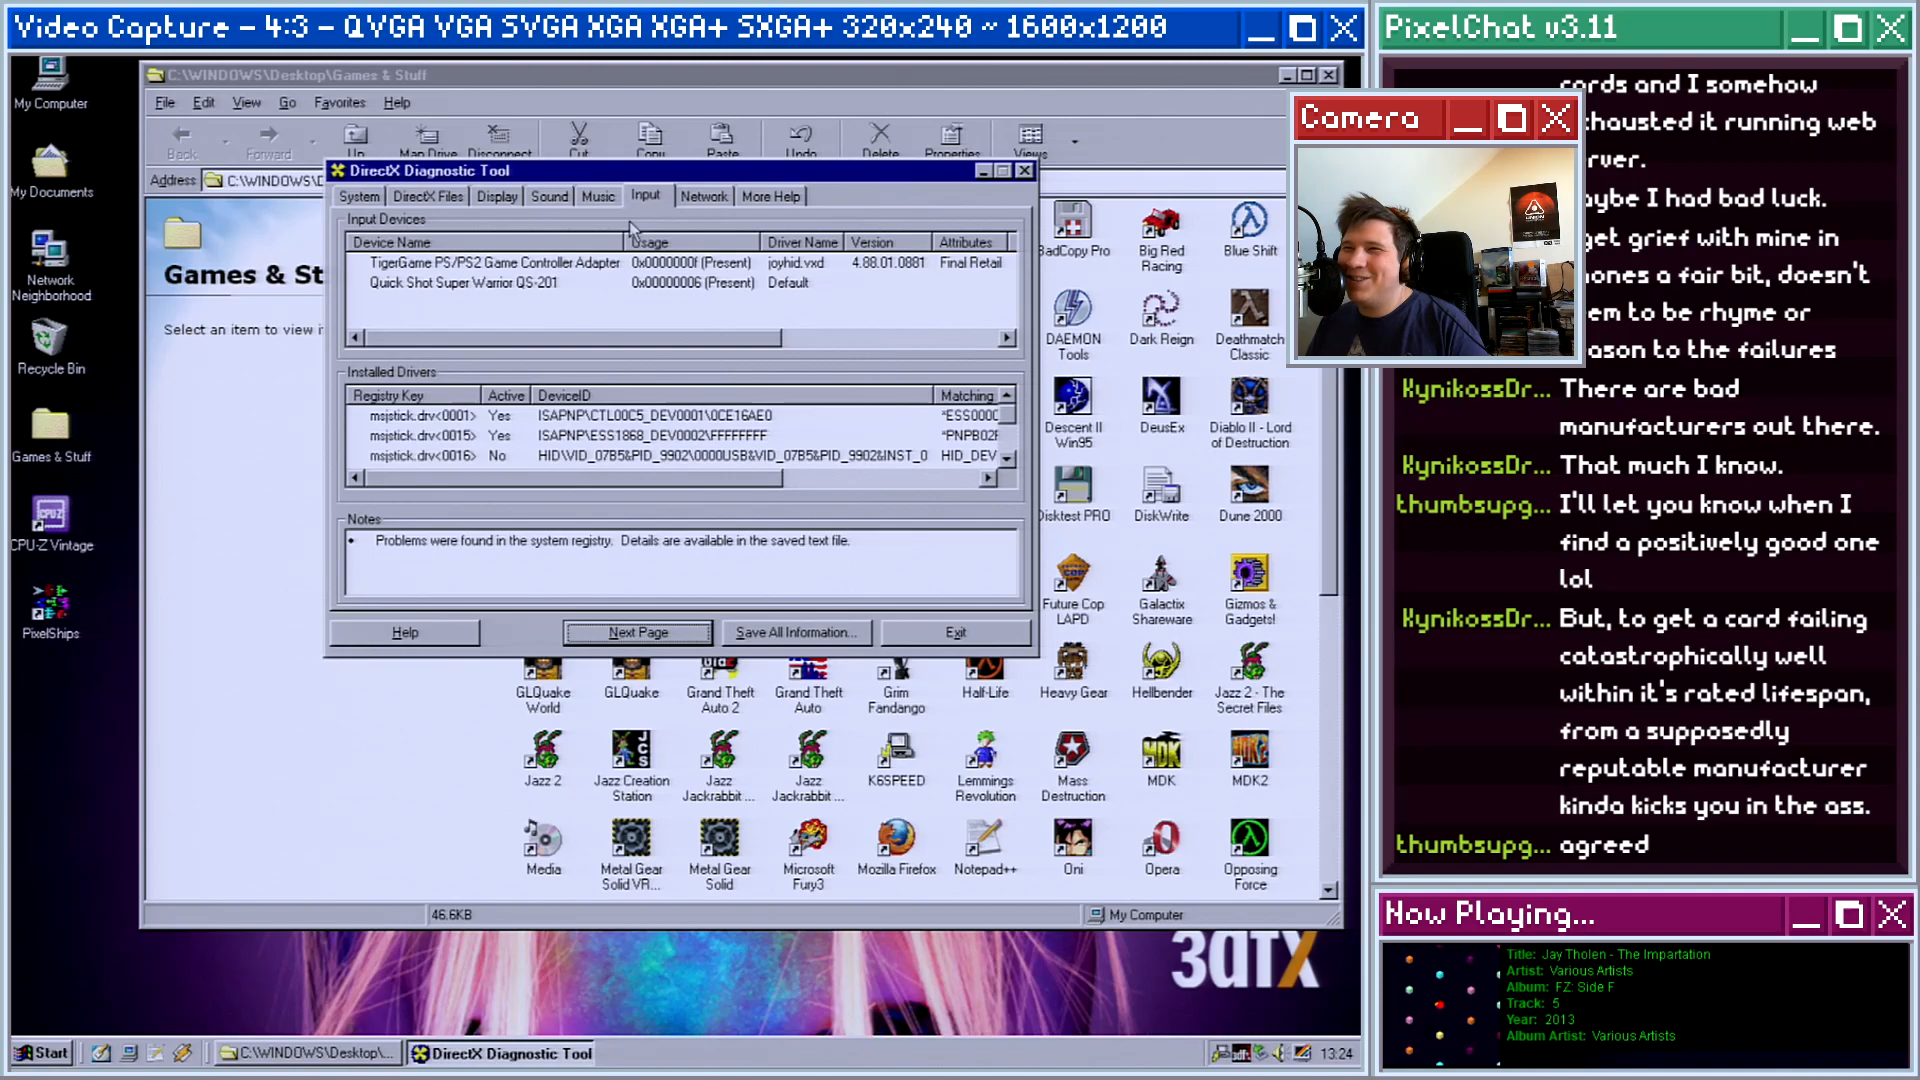 Video Capture - 4:3 - QVGA VGA SVGA XGA XGA+ SXGA+ 320x240 ~ 1600x1200
My Computer
My Documents
Network
Neighborhood
Recycle Bin
Games & Stuff
CPU-Z Vintage
PixelShips
C:\WINDOWS\Desktop\Games & Stuff
File Edit View Go Favorites Help
Back Forward Up Map Drive Disconnect Cut Copy Paste Undo Delete Properties Views
Address C:\WINDOWS\D
Games & St
Select an item to view i
DirectX Diagnostic Tool
System DirectX Files Display Sound Music Input Network More Help
Input Devices
Device Name Usage Driver Name Version Attributes
TigerGame PS/PS2 Game Controller Adapter 0x0000000f (Present) joyhid.vxd 4.88.01.0881 Final Retail
Quick Shot Super Warrior QS-201 0x00000006 (Present) Default
Installed Drivers
Registry Key Active DeviceID Matching
msjstick.drv<0001> Yes ISAPNP\CTL00C5_DEV0001\0CE16AE0 *ESS000
msjstick.drv<0015> Yes ISAPNP\ESS1868_DEV0002\FFFFFFFF *PNPB02F
msjstick.drv<0016> No HID\VID_07B5&PID_9902\0000USB&VID_07B5&PID_9902&INST_0 HID_DEV
Notes
Problems were found in the system registry. Details are available in the saved text file.
Help Next Page Save All Information... Exit
BadCopy Pro
Big Red
Racing
Blue Shift
DAEMON
Tools
Dark Reign
Deathmatch
Classic
Descent II
Win95
DeusEx
Diablo II - Lord
of Destruction
Disktest PRO
DiskWrite
Dune 2000
Future Cop
LAPD
Galactix
Shareware
Gizmos &
Gadgets!
GLQuake
World
GLQuake
Grand Theft
Auto 2
Grand Theft
Auto
Grim
Fandango
Half-Life
Heavy Gear
Hellbender
Jazz 2 - The
Secret Files
Jazz 2
Jazz Creation
Station
Jazz
Jackrabbit ...
Jazz
Jackrabbit ...
K6SPEED
Lemmings
Revolution
Mass
Destruction
MDK
MDK2
Media
Metal Gear
Solid VR...
Metal Gear
Solid
Microsoft
Fury3
Mozilla Firefox
Notepad++
Oni
Opera
Opposing
Force
46.6KB
My Computer
3dfx
Start
C:\WINDOWS\Desktop\...
DirectX Diagnostic Tool
13:24
Camera
PixelChat v3.11
cords and I somehow
hausted it running web
rver.
aybe I had bad luck.
get grief with mine in
hones a fair bit, doesn't
em to be rhyme or
ason to the failures
KynikossDr... There are bad
manufacturers out there.
KynikossDr... That much I know.
thumbsupg... I'll let you know when I
find a positively good one
lol
KynikossDr... But, to get a card failing
catastrophically well
within it's rated lifespan,
from a supposedly
reputable manufacturer
kinda kicks you in the ass.
thumbsupg... agreed
Now Playing...
Title: Jay Tholen - The Impartation
Artist: Various Artists
Album: FZ: Side F
Track: 5
Year: 2013
Album Artist: Various Artists